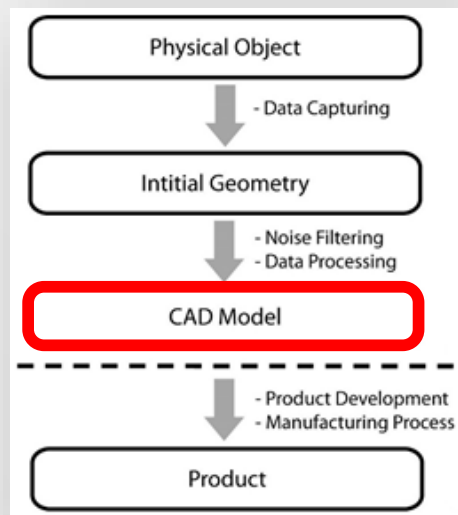 Physical Object
- Data Capturing
Intitial Geometry
- Noise Filtering
- Data Processing
CAD Model
- Product Development
- Manufacturing Process
Product